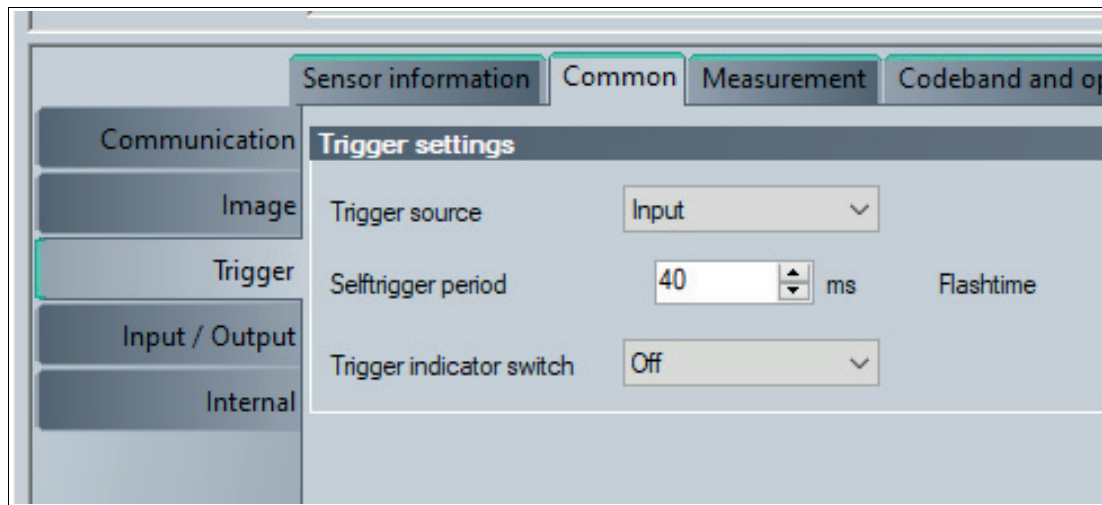 Sensor information Common Measurement Codeband and op
Communication
Trigger settings
Image
Trigger source Input
Trigger
Selftrigger period 40 ms Flashtime
Input / Output
Trigger indicator switch Off
Internal